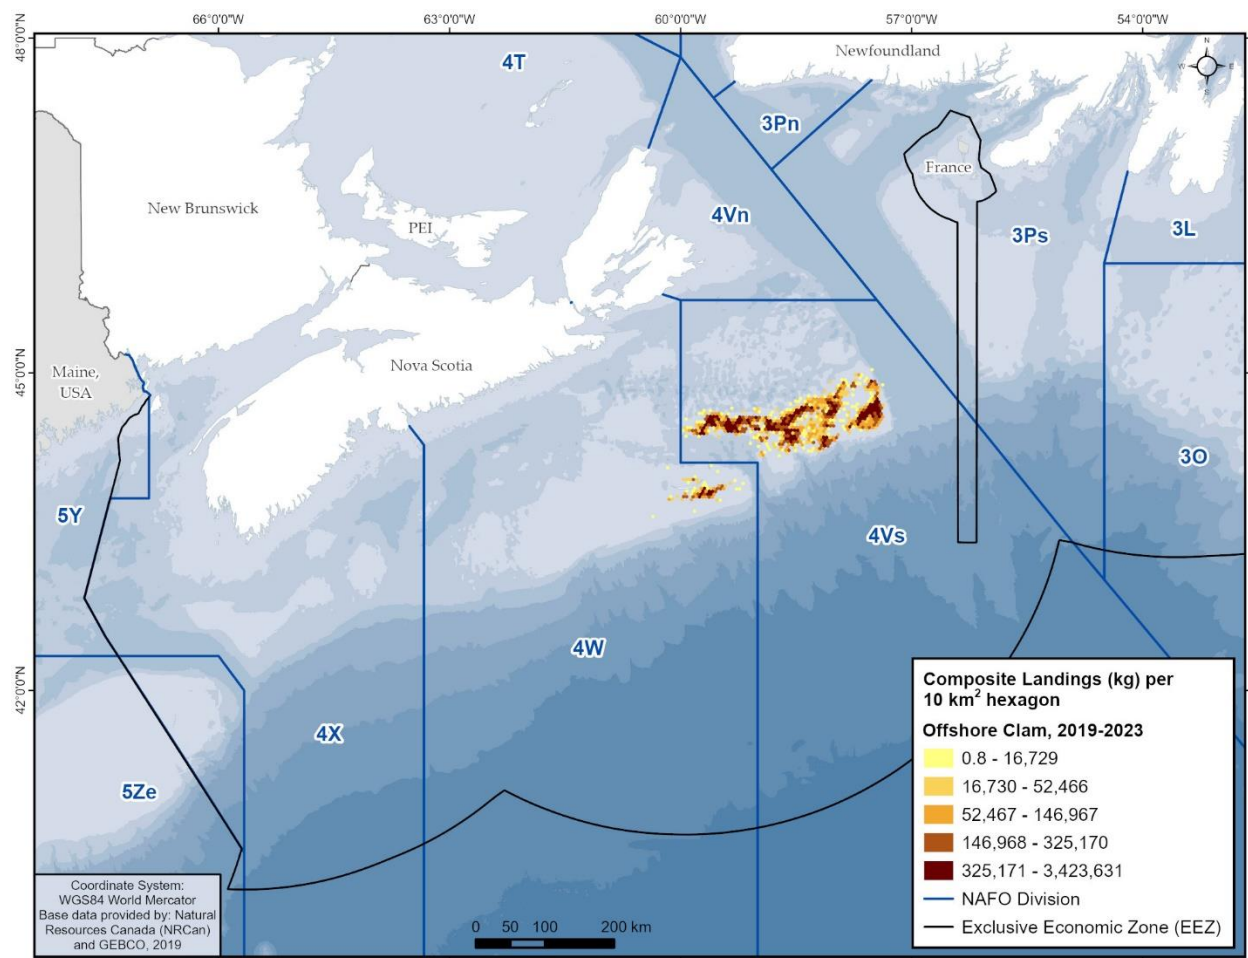 66°0'0"W
63°0'0"W
60°0'0"W
57°0'0"W
54°0'0"W
48°0'0"N
45°0'0"N
42°0'0"N
N
W
E
S
4T
Newfoundland
3Pn
France
New Brunswick
PEI
4Vn
3Ps
3L
Maine,
USA
Nova Scotia
3O
5Y
4Vs
4W
4X
5Ze
Composite Landings (kg) per
10 km² hexagon
Offshore Clam, 2019-2023
0.8 - 16,729
16,730 - 52,466
52,467 - 146,967
146,968 - 325,170
325,171 - 3,423,631
NAFO Division
Exclusive Economic Zone (EEZ)
Coordinate System:
WGS84 World Mercator
Base data provided by: Natural
Resources Canada (NRCan)
and GEBCO, 2019
0 50 100 200 km